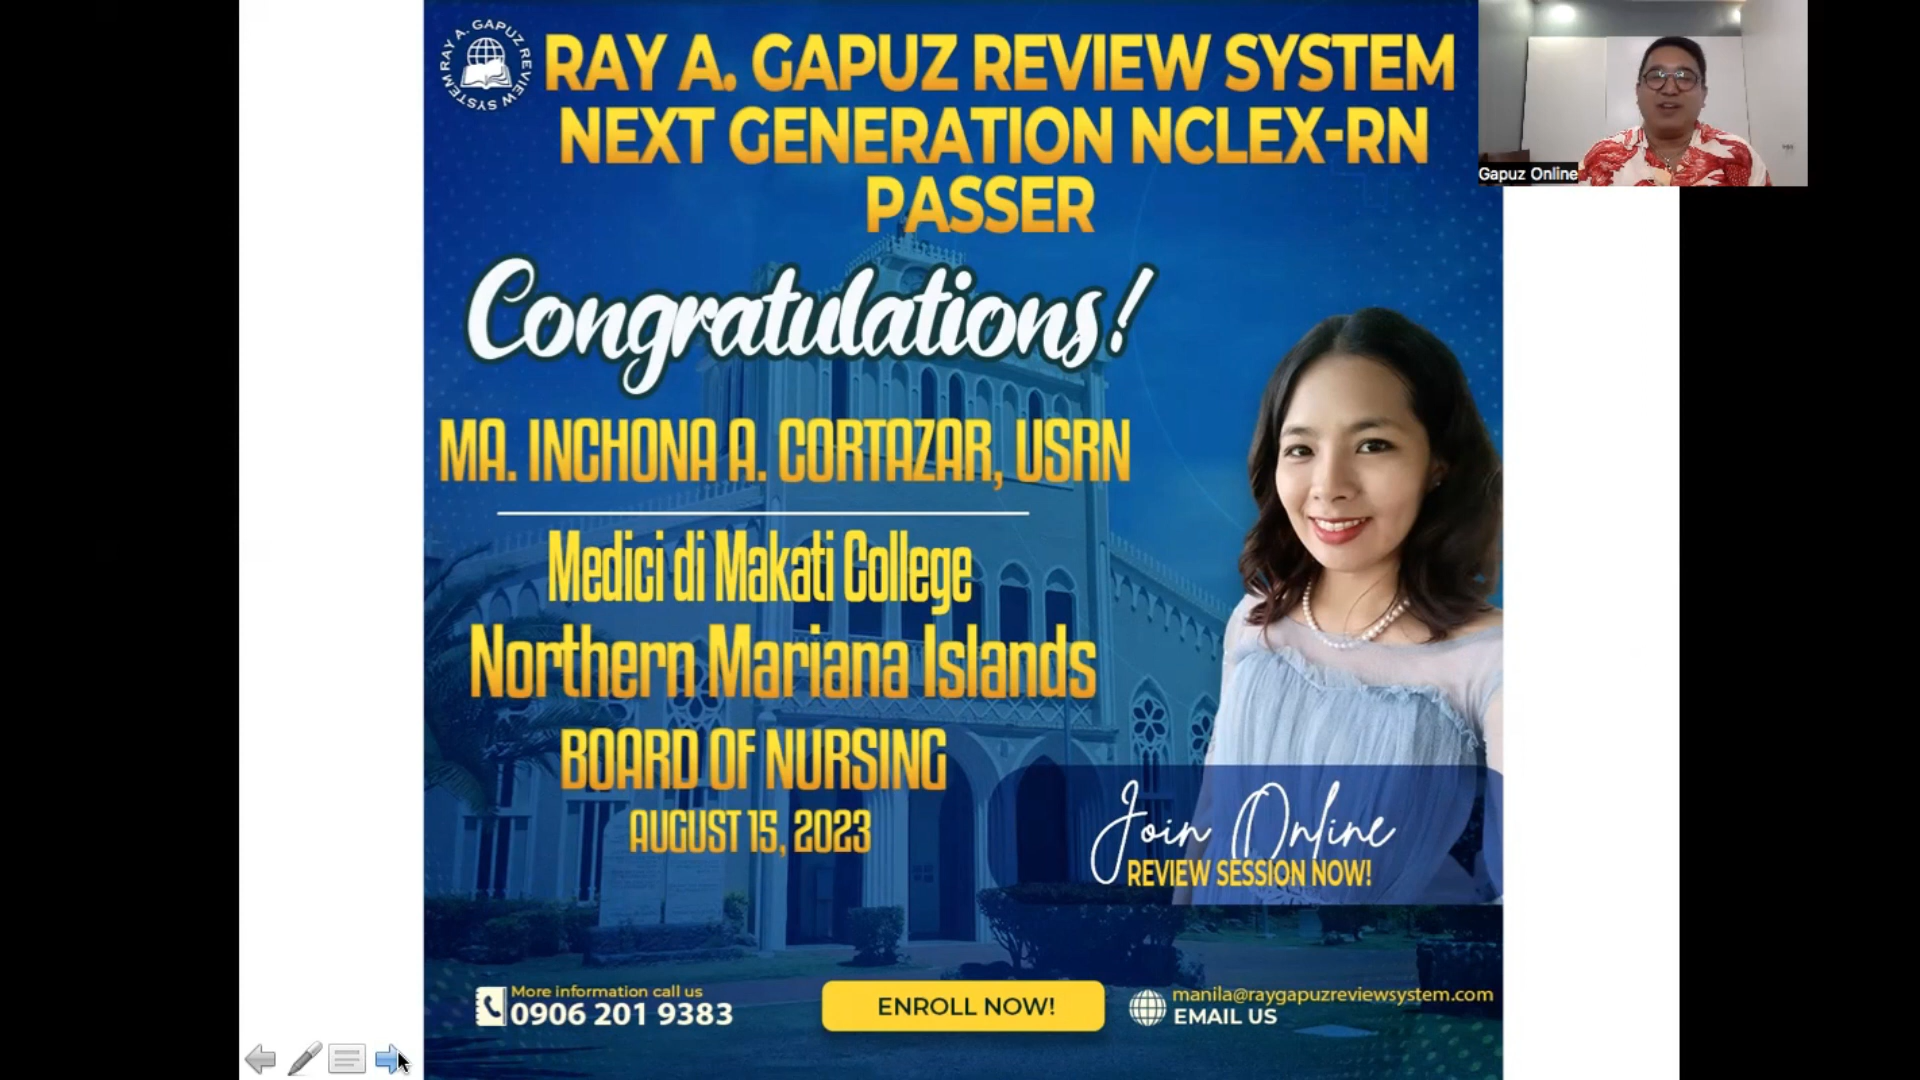 RAY A. GAPUZ REVIEW SYSTEM
RAY A. GAPUZ REVIEW SYSTEM
NEXT GENERATION NCLEX-RN
PASSER
Gapuz Online
Congratulations!
MA. INCHONA A. CORTAZAR, USRN
Medici di Makati College
Northern Mariana Islands
BOARD OF NURSING
AUGUST 15, 2023
Join Online
REVIEW SESSION NOW!
More information call us
0906 201 9383
ENROLL NOW!
manila@raygapuzreviewsystem.com
EMAIL US